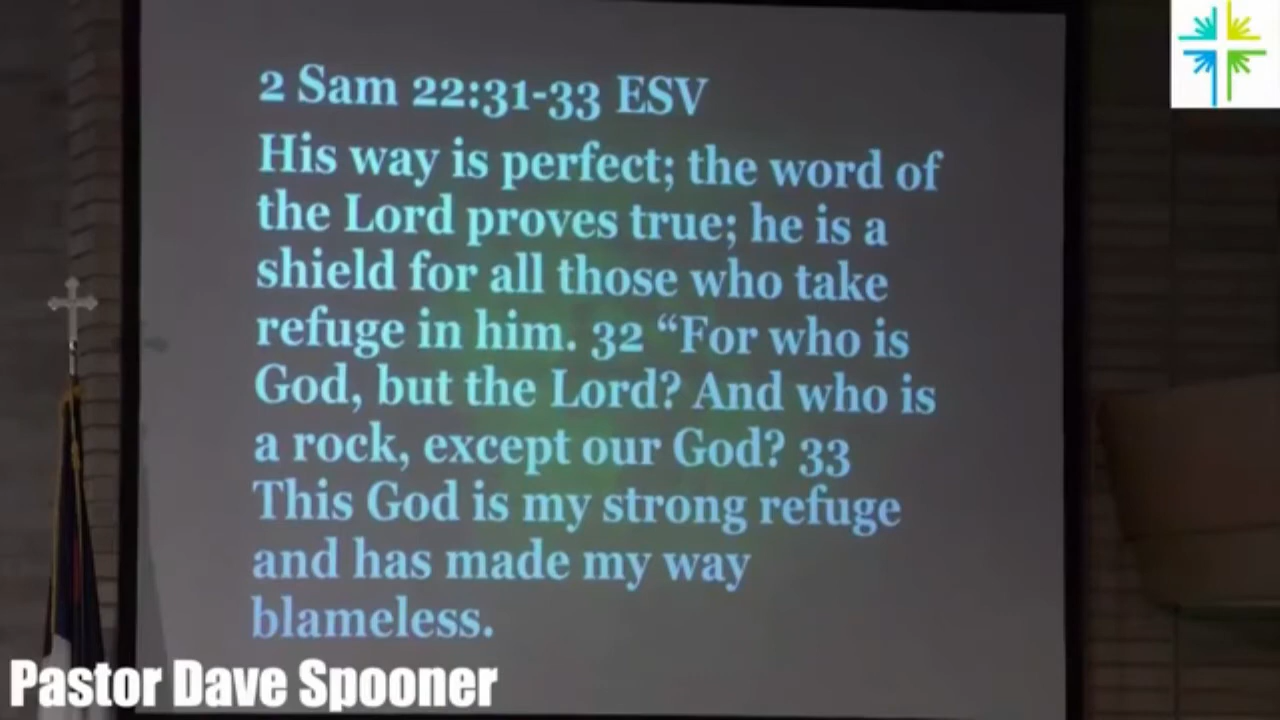 2 Sam 22:31-33 ESV
His way is perfect; the word of
the Lord proves true; he is a
shield for all those who take
refuge in him. 32 “For who is
God, but the Lord? And who is
a rock, except our God? 33
This God is my strong refuge
and has made my way
blameless.
Pastor Dave Spooner